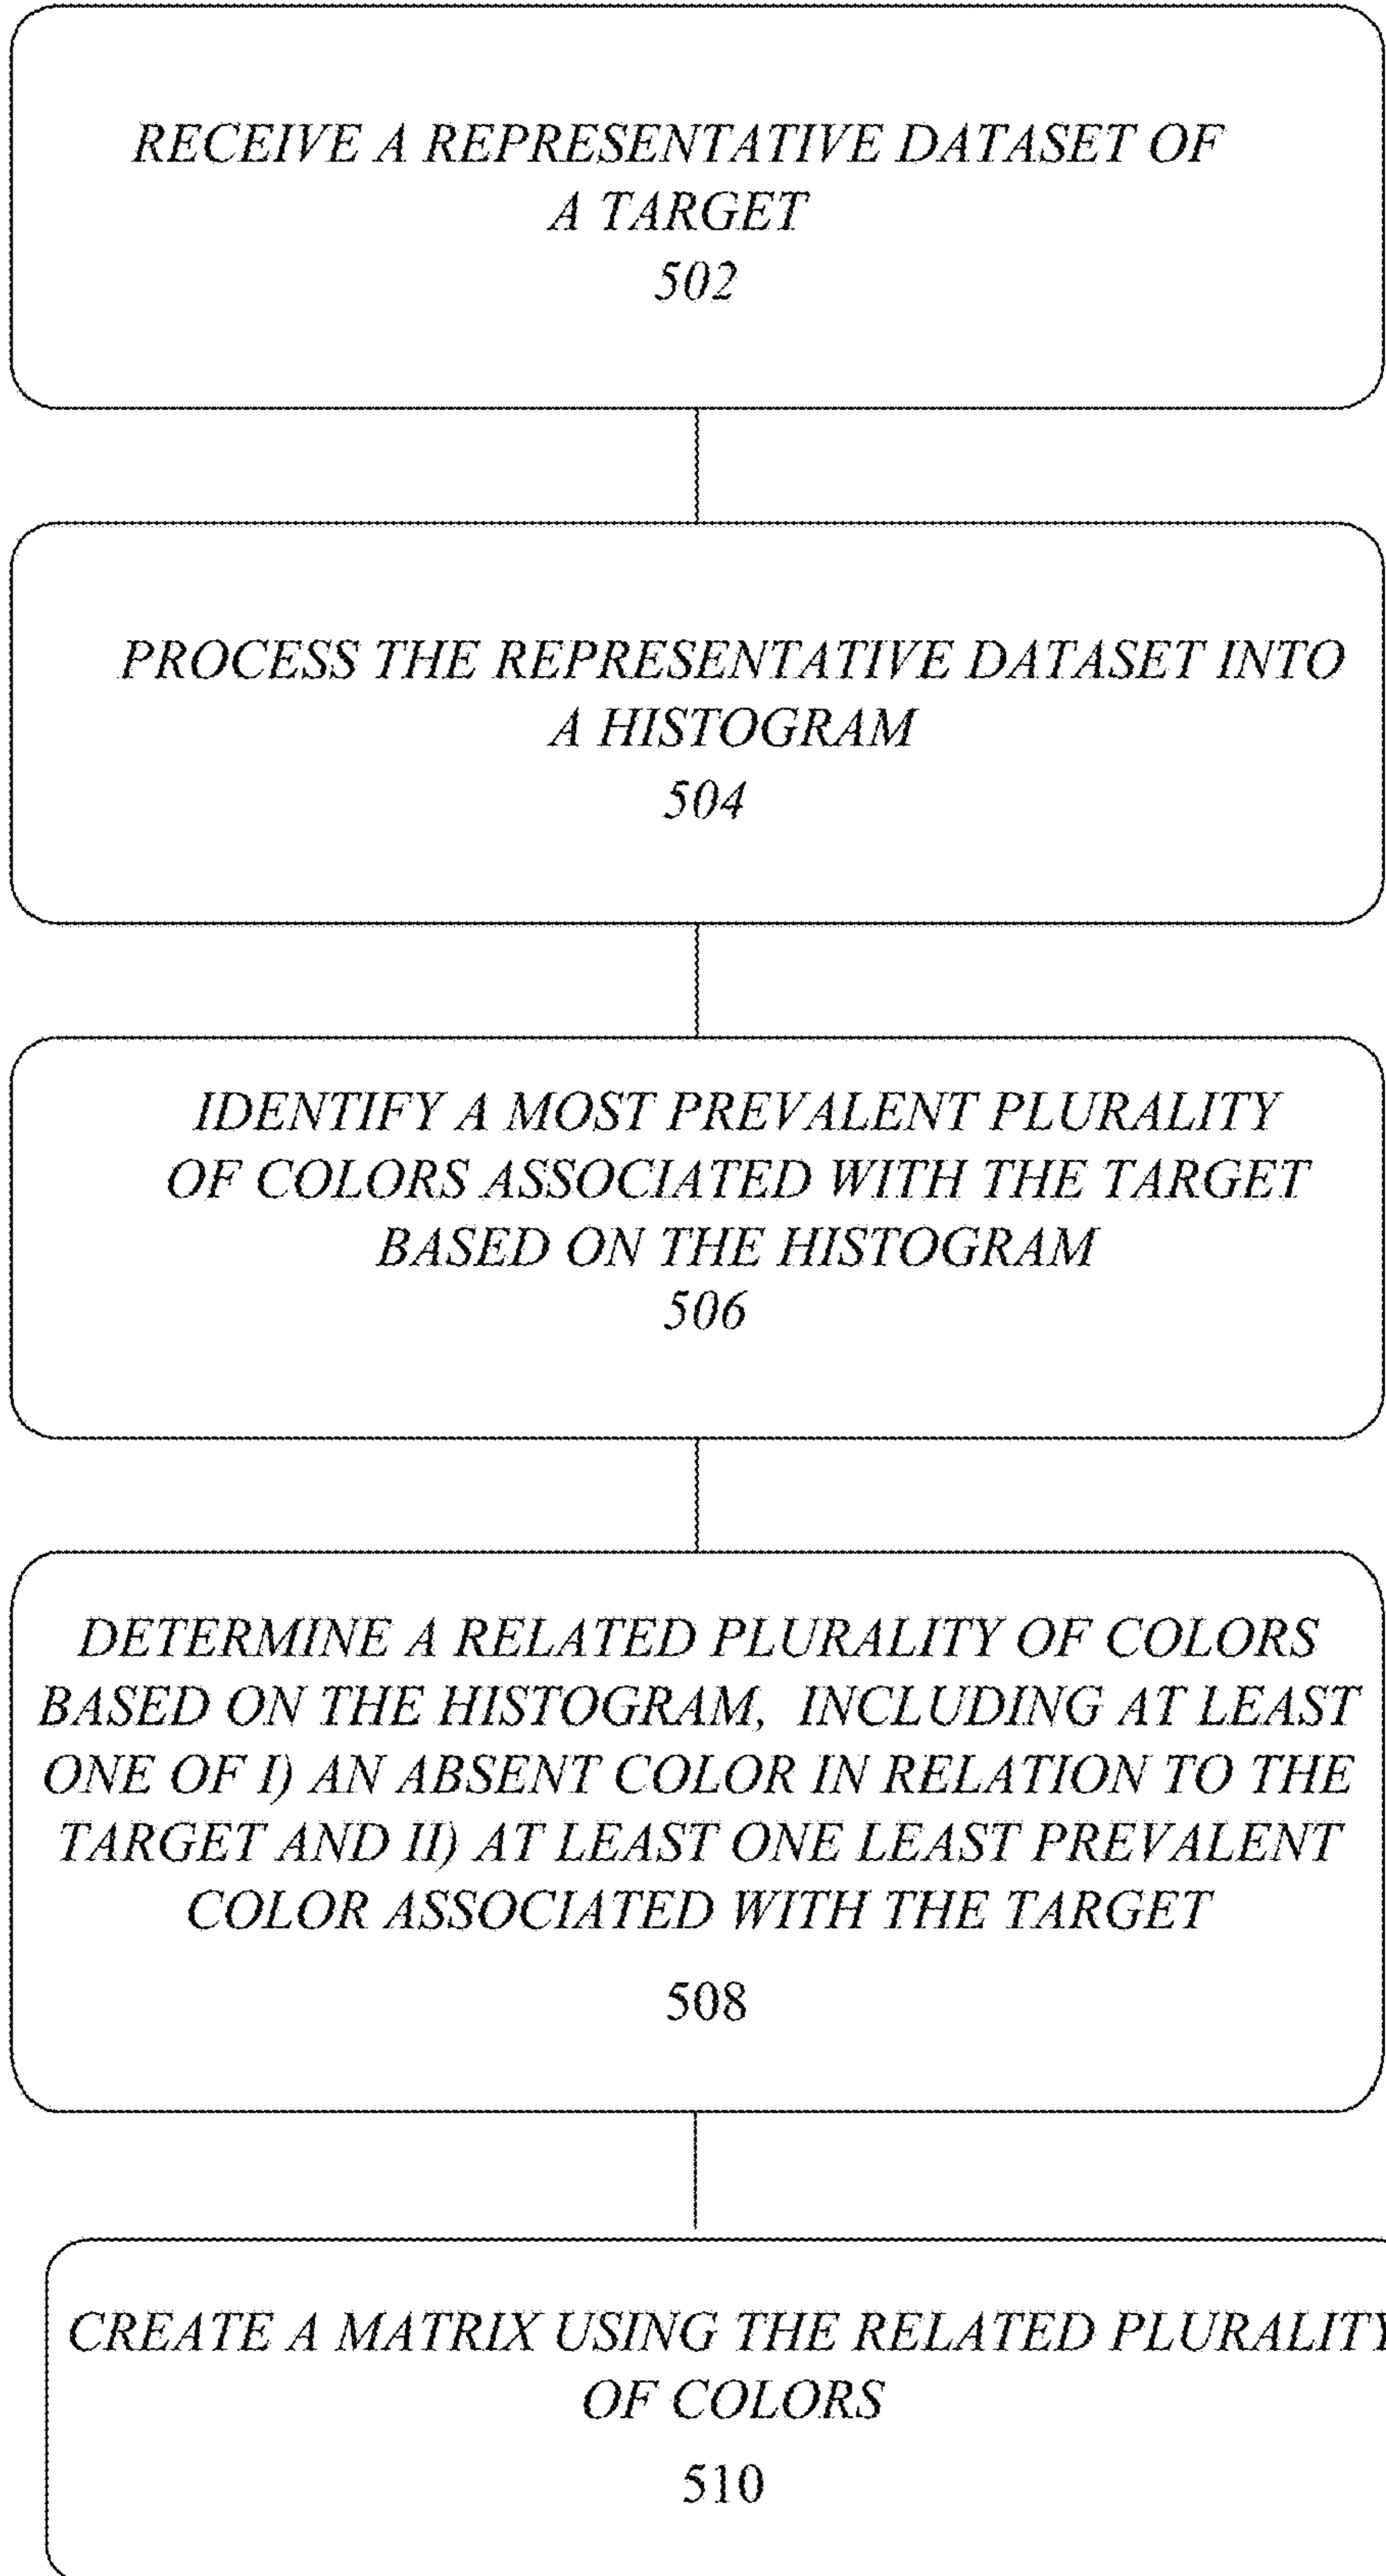 RECEIVE A REPRESENTATIVE DATASET OF
A TARGET
502
PROCESS THE REPRESENTATIVE DATASET INTO
A HISTOGRAM
504
IDENTIFY A MOST PREVALENT PLURALITY
OF COLORS ASSOCIATED WITH THE TARGET
BASED ON THE HISTOGRAM
506
DETERMINE A RELATED PLURALITY OF COLORS
BASED ON THE HISTOGRAM, INCLUDING AT LEAST
ONE OF I) AN ABSENT COLOR IN RELATION TO THE
TARGET AND II) AT LEAST ONE LEAST PREVALENT
COLOR ASSOCIATED WITH THE TARGET
508
CREATE A MATRIX USING THE RELATED PLURALITY
OF COLORS
510